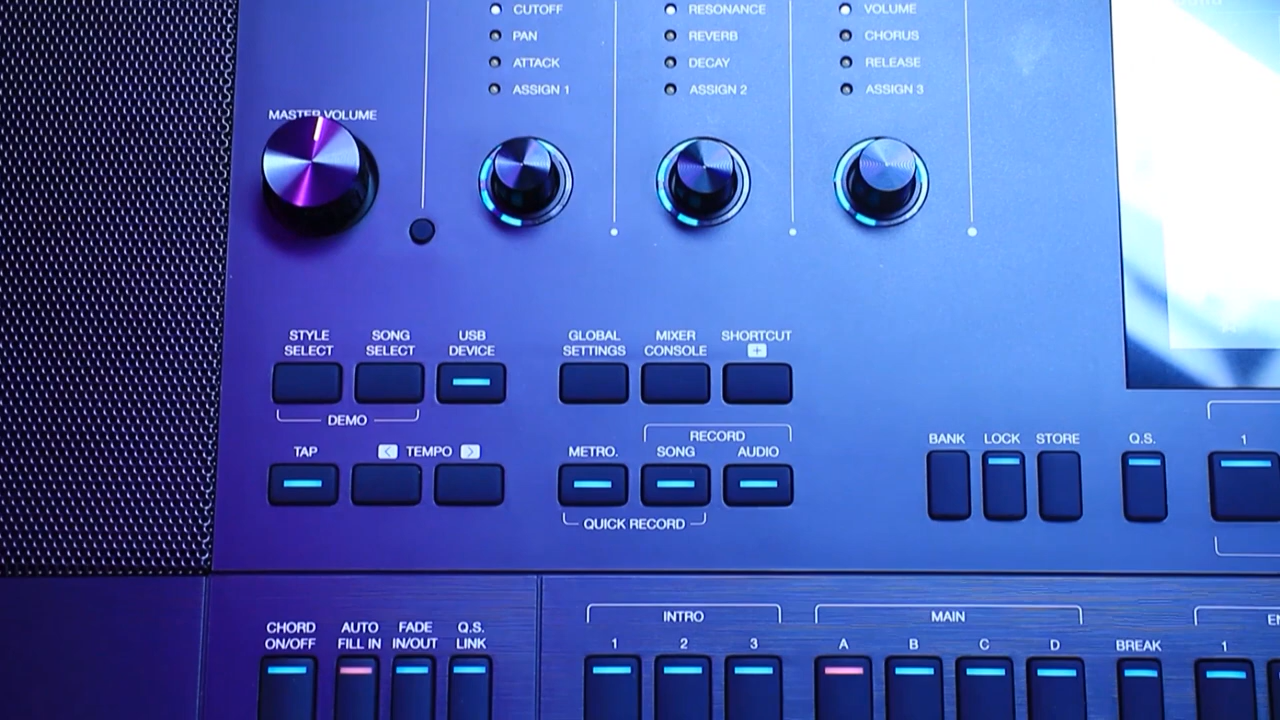 CUTOFF
RESONANCE
VOLUME
PAN
REVERB
CHORUS
ATTACK
DECAY
RELEASE
ASSIGN 1
ASSIGN 2
ASSIGN 3
MASTER VOLUME
STYLE SELECT
SONG SELECT
USB DEVICE
GLOBAL SETTINGS
MIXER CONSOLE
SHORTCUT
+
DEMO
RECORD
TAP
< TEMPO >
METRO.
SONG
AUDIO
QUICK RECORD
BANK
LOCK
STORE
Q.S.
1
CHORD ON/OFF
AUTO FILL IN
FADE IN/OUT
Q.S. LINK
INTRO
1
2
3
MAIN
A
B
C
D
BREAK
1